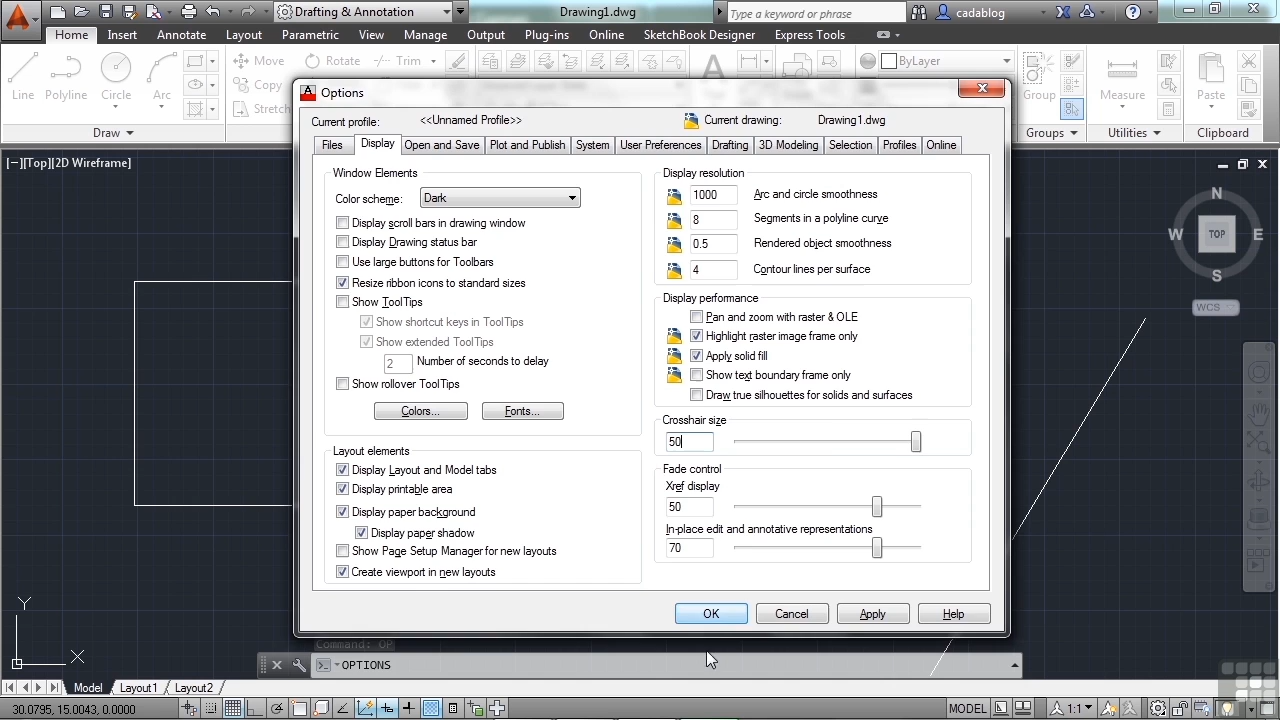 Drafting & Annotation
Drawing1.dwg
Type a keyword or phrase
cadablog
Home Insert Annotate Layout Parametric View Manage Output Plug-ins Online SketchBook Designer Express Tools
Line Polyline Circle Arc
Move
Copy
Stretch
Rotate
Trim
ByLayer
Group
Measure
Paste
Draw
Groups
Utilities
Clipboard
[−][Top][2D Wireframe]
Options
Current profile: <<Unnamed Profile>>
Current drawing: Drawing1.dwg
Files Display Open and Save Plot and Publish System User Preferences Drafting 3D Modeling Selection Profiles Online
Window Elements
Color scheme: Dark
Display scroll bars in drawing window
Display Drawing status bar
Use large buttons for Toolbars
Resize ribbon icons to standard sizes
Show ToolTips
Show shortcut keys in ToolTips
Show extended ToolTips
2 Number of seconds to delay
Show rollover ToolTips
Colors... Fonts...
Layout elements
Display Layout and Model tabs
Display printable area
Display paper background
Display paper shadow
Show Page Setup Manager for new layouts
Create viewport in new layouts
Display resolution
1000 Arc and circle smoothness
8 Segments in a polyline curve
0.5 Rendered object smoothness
4 Contour lines per surface
Display performance
Pan and zoom with raster & OLE
Highlight raster image frame only
Apply solid fill
Show text boundary frame only
Draw true silhouettes for solids and surfaces
Crosshair size
50
Fade control
Xref display
50
In-place edit and annotative representations
70
OK Cancel Apply Help
N
W TOP E
S
WCS
Y
X
Command: OP
OPTIONS
Model Layout1 Layout2
30.0795, 15.0043, 0.0000
MODEL
1:1